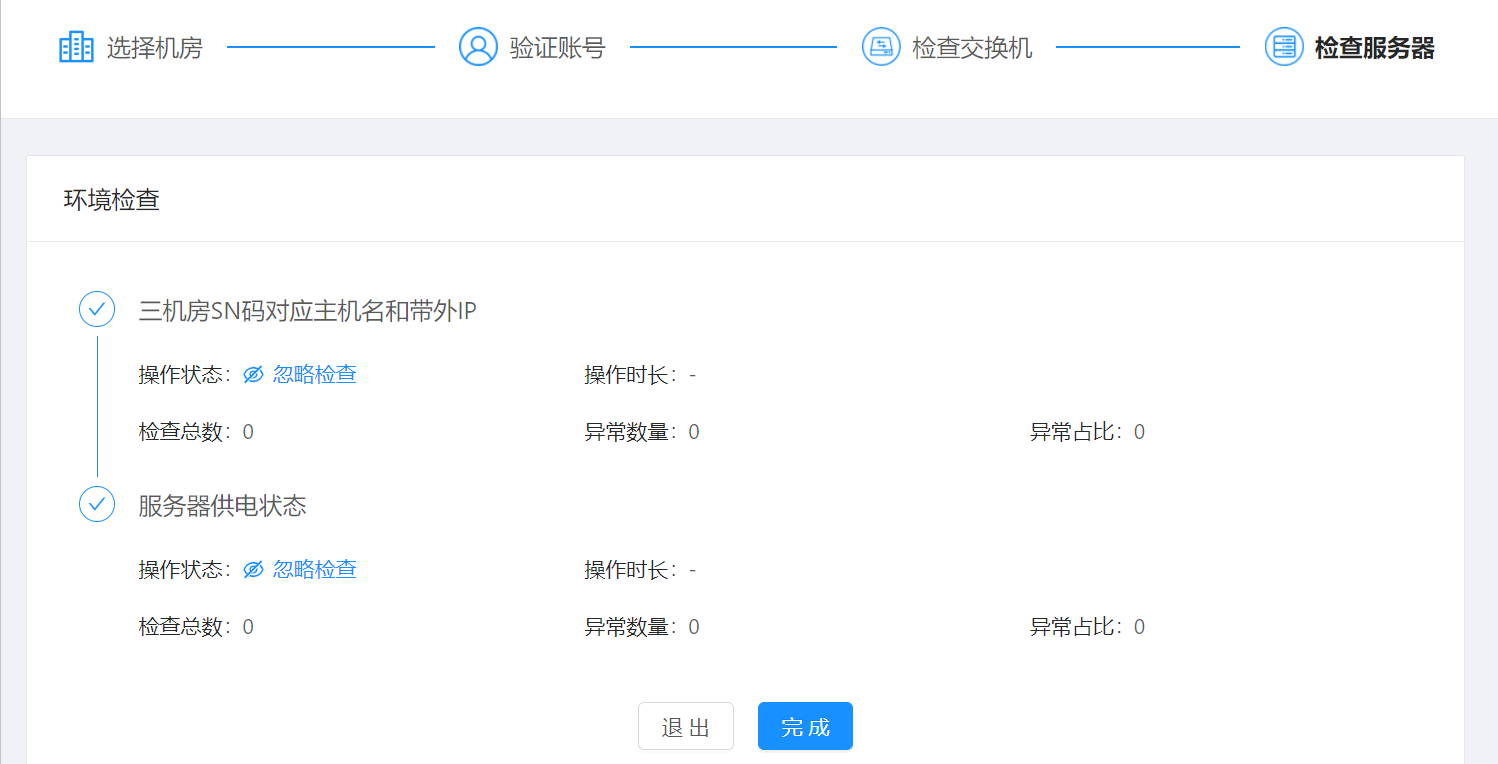 选择机房 验证账号 检查交换机 检查服务器
环境检查
三机房SN码对应主机名和带外IP
操作状态: 忽略检查 操作时长: -
检查总数: 0 异常数量: 0 异常占比: 0
服务器供电状态
操作状态: 忽略检查 操作时长: -
检查总数: 0 异常数量: 0 异常占比: 0
退 出 完 成